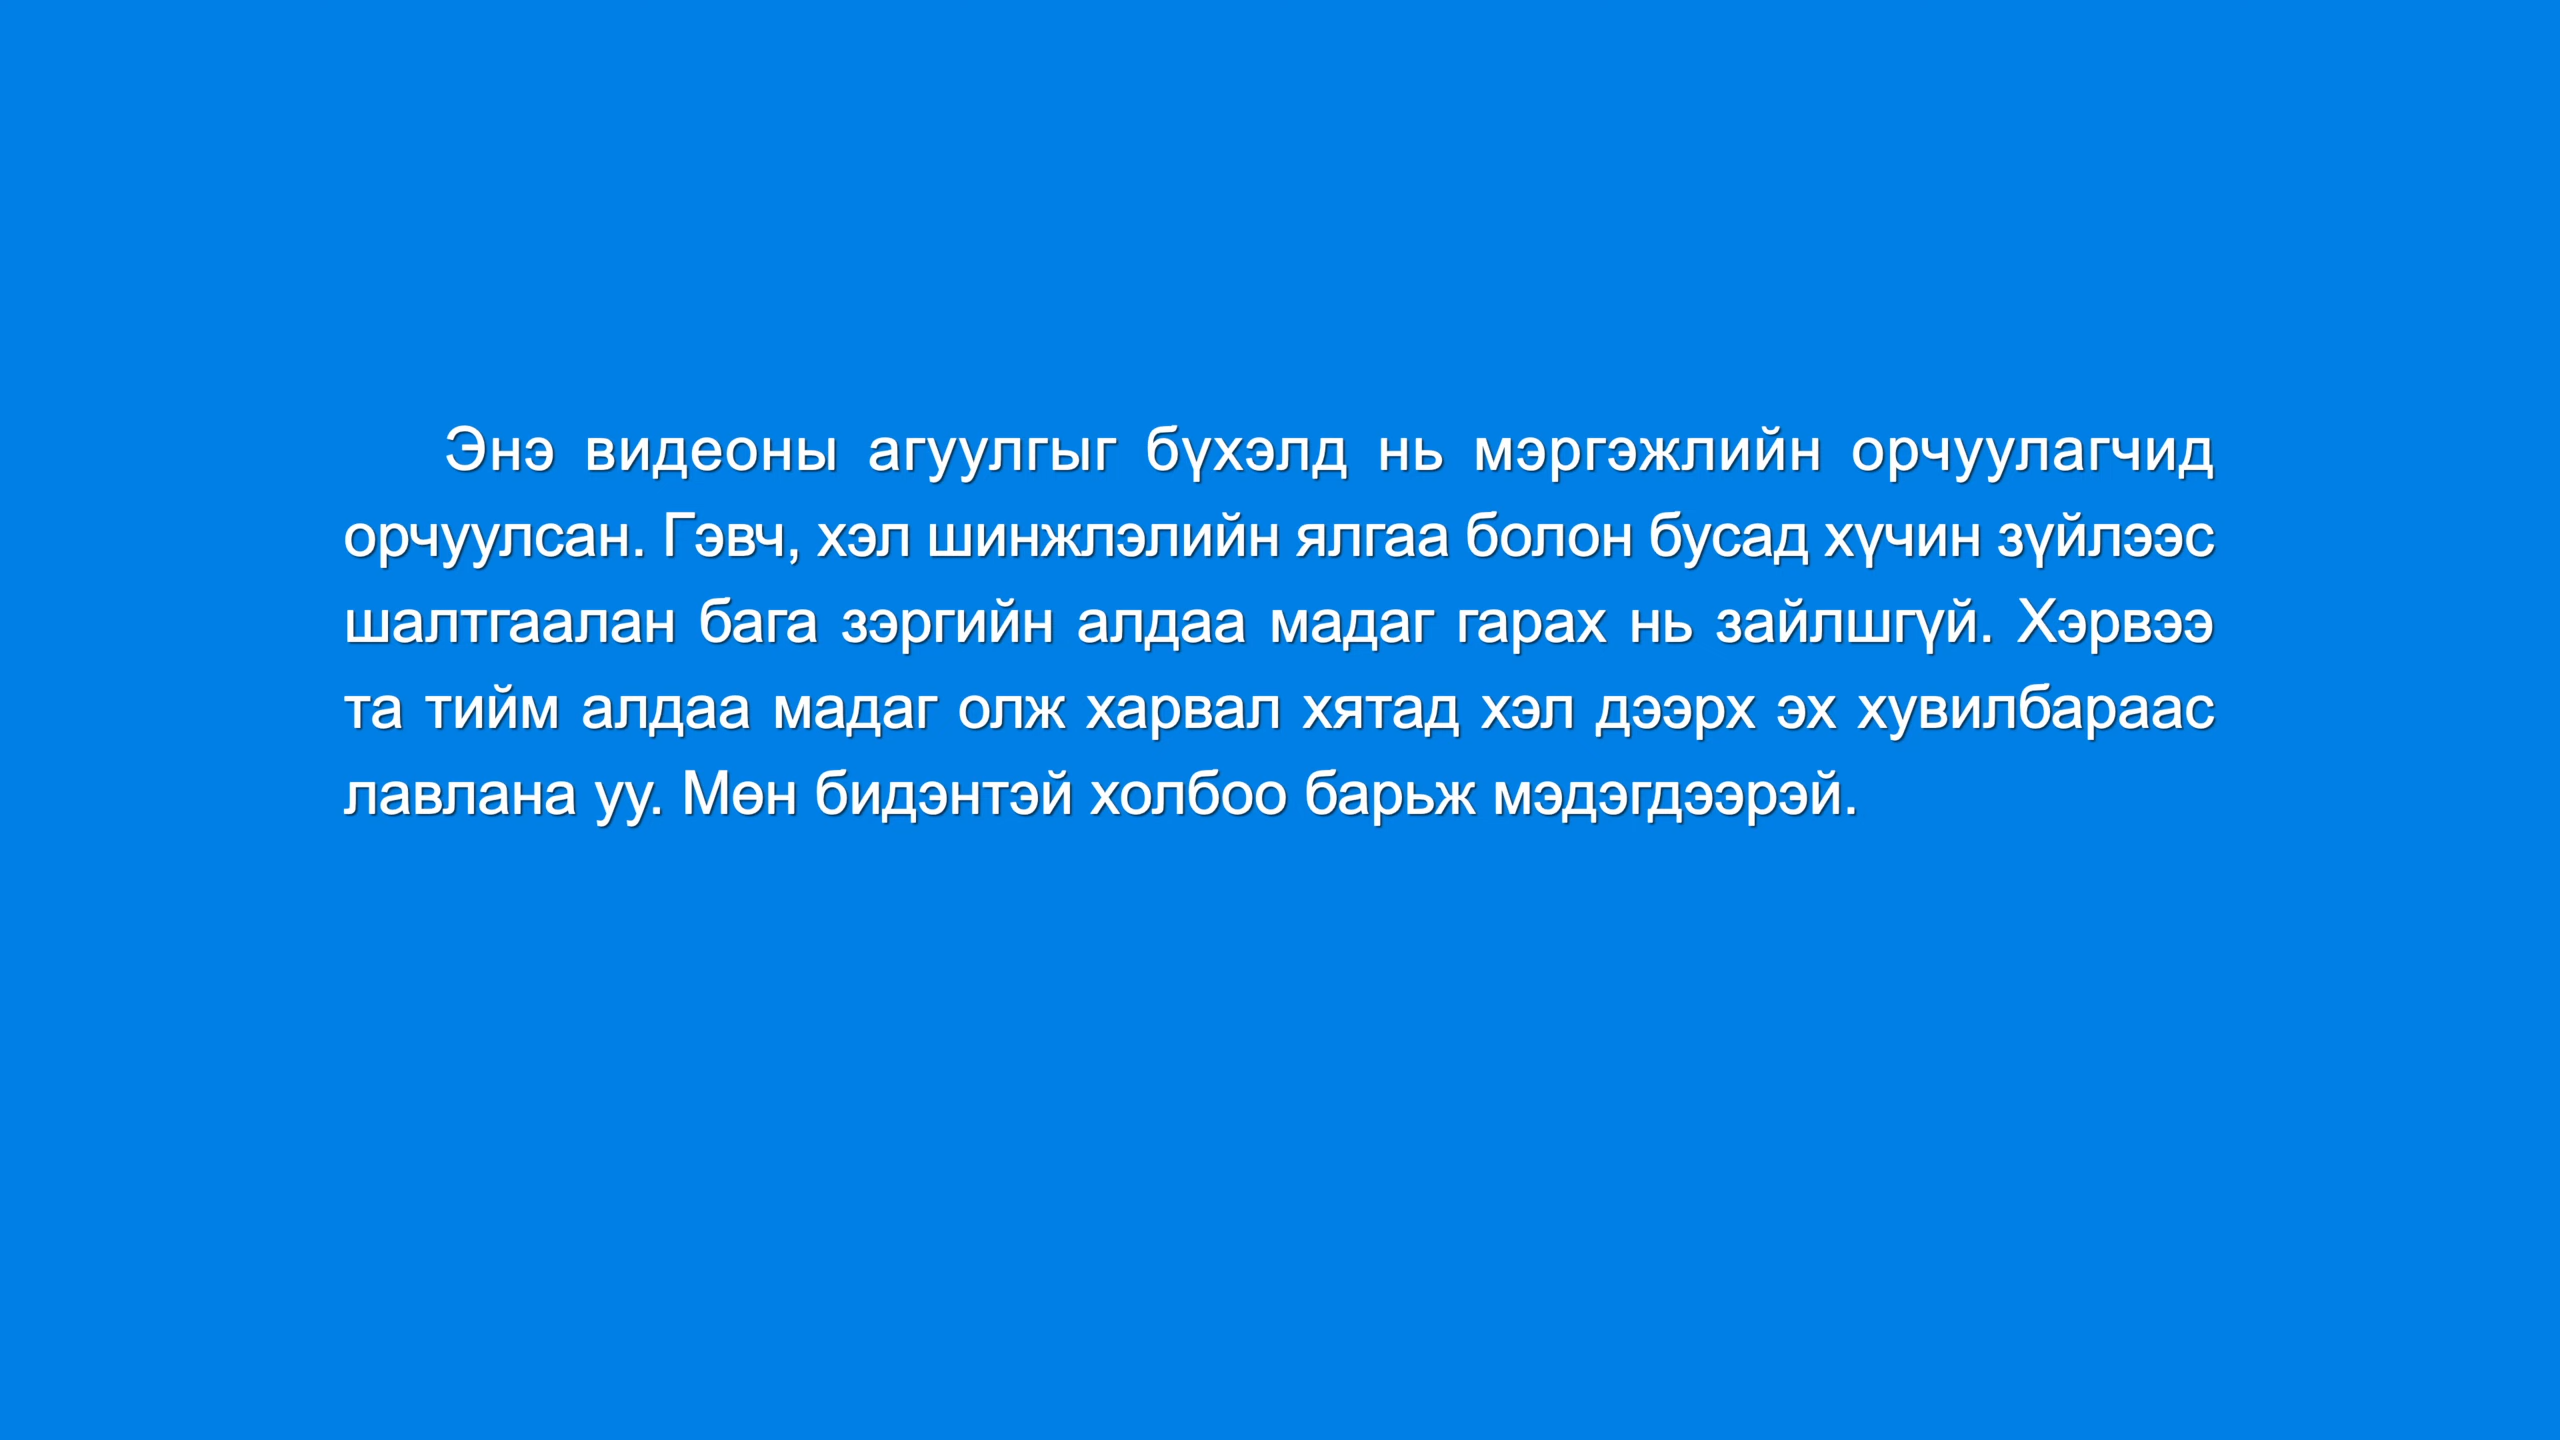 Энэ видеоны агуулгыг бүхэлд нь мэргэжлийн орчуулагчид
орчуулсан. Гэвч, хэл шинжлэлийн ялгаа болон бусад хүчин зүйлээс
шалтгаалан бага зэргийн алдаа мадаг гарах нь зайлшгүй. Хэрвээ
та тийм алдаа мадаг олж харвал хятад хэл дээрх эх хувилбараас
лавлана уу. Мөн бидэнтэй холбоо барьж мэдэгдээрэй.